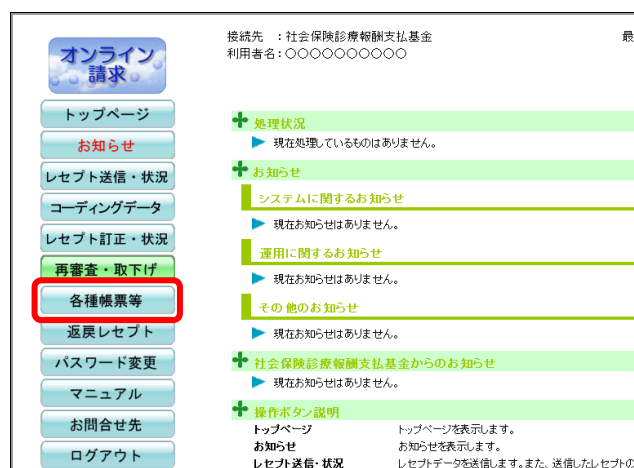 接続先 ：社会保険診療報酬支払基金
最
利用者名：○○○○○○○○○○
オンライン
請求
トップページ
お知らせ
レセプト送信・状況
コーディングデータ
レセプト訂正・状況
再審査・取下げ
各種帳票等
返戻レセプト
パスワード変更
マニュアル
お問合せ先
ログアウト
処理状況
現在処理しているものはありません。
お知らせ
システムに関するお知らせ
現在お知らせはありません。
運用に関するお知らせ
現在お知らせはありません。
その他のお知らせ
現在お知らせはありません。
社会保険診療報酬支払基金からのお知らせ
現在お知らせはありません。
操作ボタン説明
トップページ　トップページを表示します。
お知らせ　お知らせを表示します。
レセプト送信・状況　レセプトデータを送信します。また、送信したレセプトの